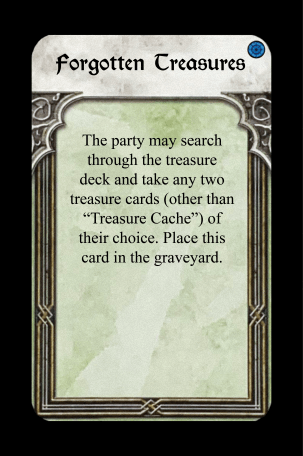 Forgotten Treasures
The party may search
through the treasure
deck and take any two
treasure cards (other than
“Treasure Cache”) of
their choice. Place this
card in the graveyard.